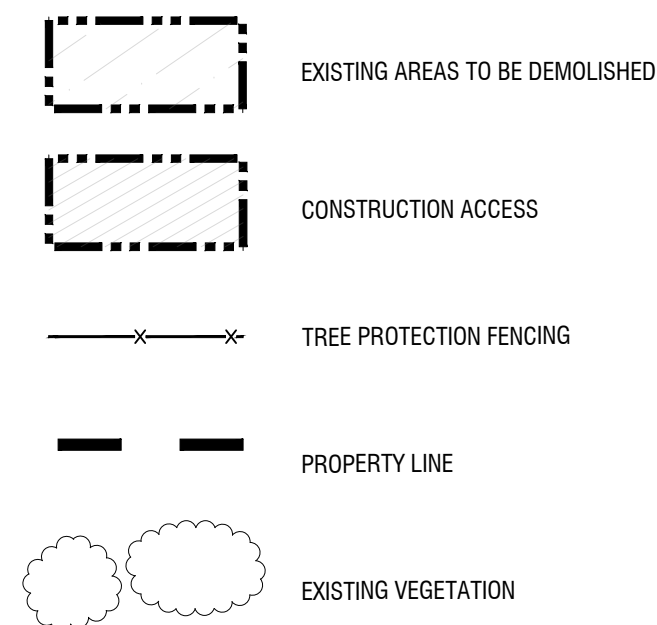 EXISTING AREAS TO BE DEMOLISHED
CONSTRUCTION ACCESS
TREE PROTECTION FENCING
PROPERTY LINE
EXISTING VEGETATION